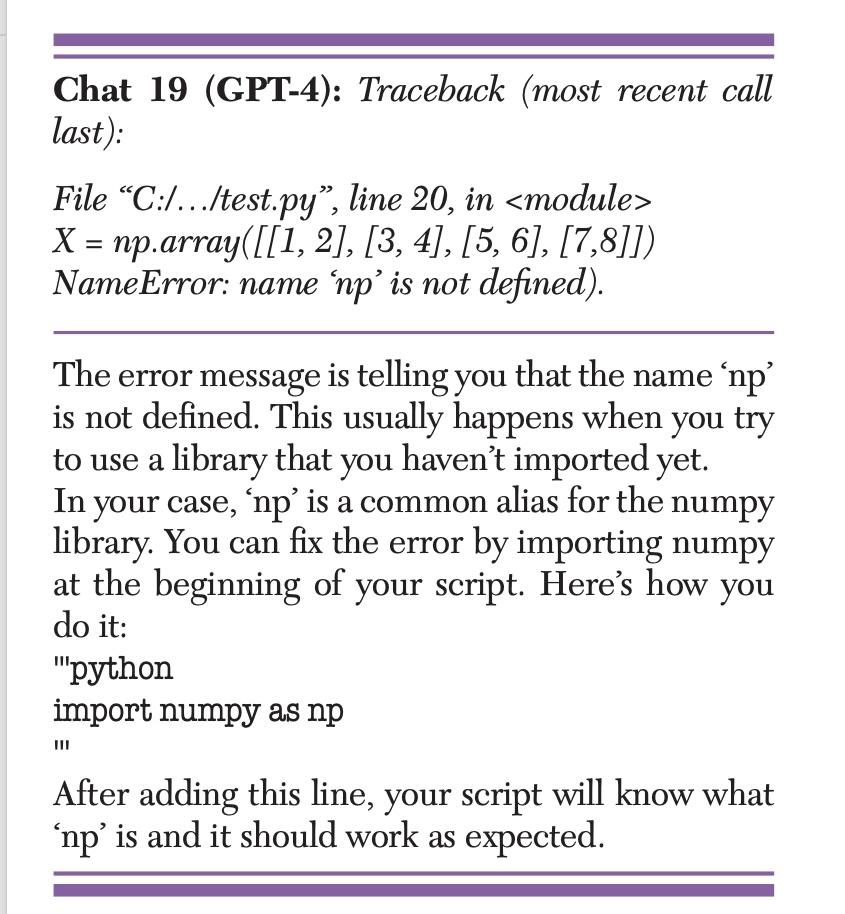 Chat 19 (GPT-4): Traceback (most recent call
last):
File “C:/…/test.py”, line 20, in <module>
X = np.array([[1, 2], [3, 4], [5, 6], [7,8]])
NameError: name ‘np’ is not defined).
The error message is telling you that the name ‘np’
is not defined. This usually happens when you try
to use a library that you haven’t imported yet.
In your case, ‘np’ is a common alias for the numpy
library. You can fix the error by importing numpy
at the beginning of your script. Here’s how you
do it:
'''python
import numpy as np
'''
After adding this line, your script will know what
‘np’ is and it should work as expected.